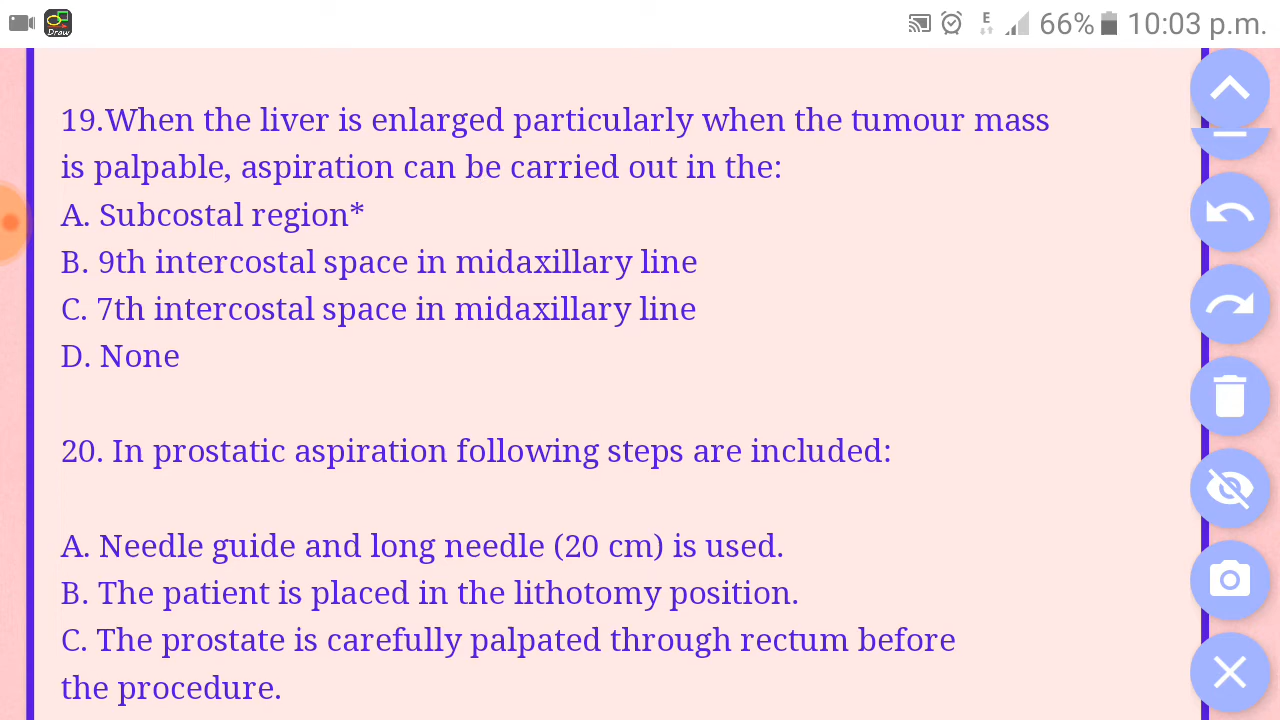 Draw
E
66%
10:03 p.m.
19.When the liver is enlarged particularly when the tumour mass
is palpable, aspiration can be carried out in the:
A. Subcostal region*
B. 9th intercostal space in midaxillary line
C. 7th intercostal space in midaxillary line
D. None
20. In prostatic aspiration following steps are included:
A. Needle guide and long needle (20 cm) is used.
B. The patient is placed in the lithotomy position.
C. The prostate is carefully palpated through rectum before
the procedure.